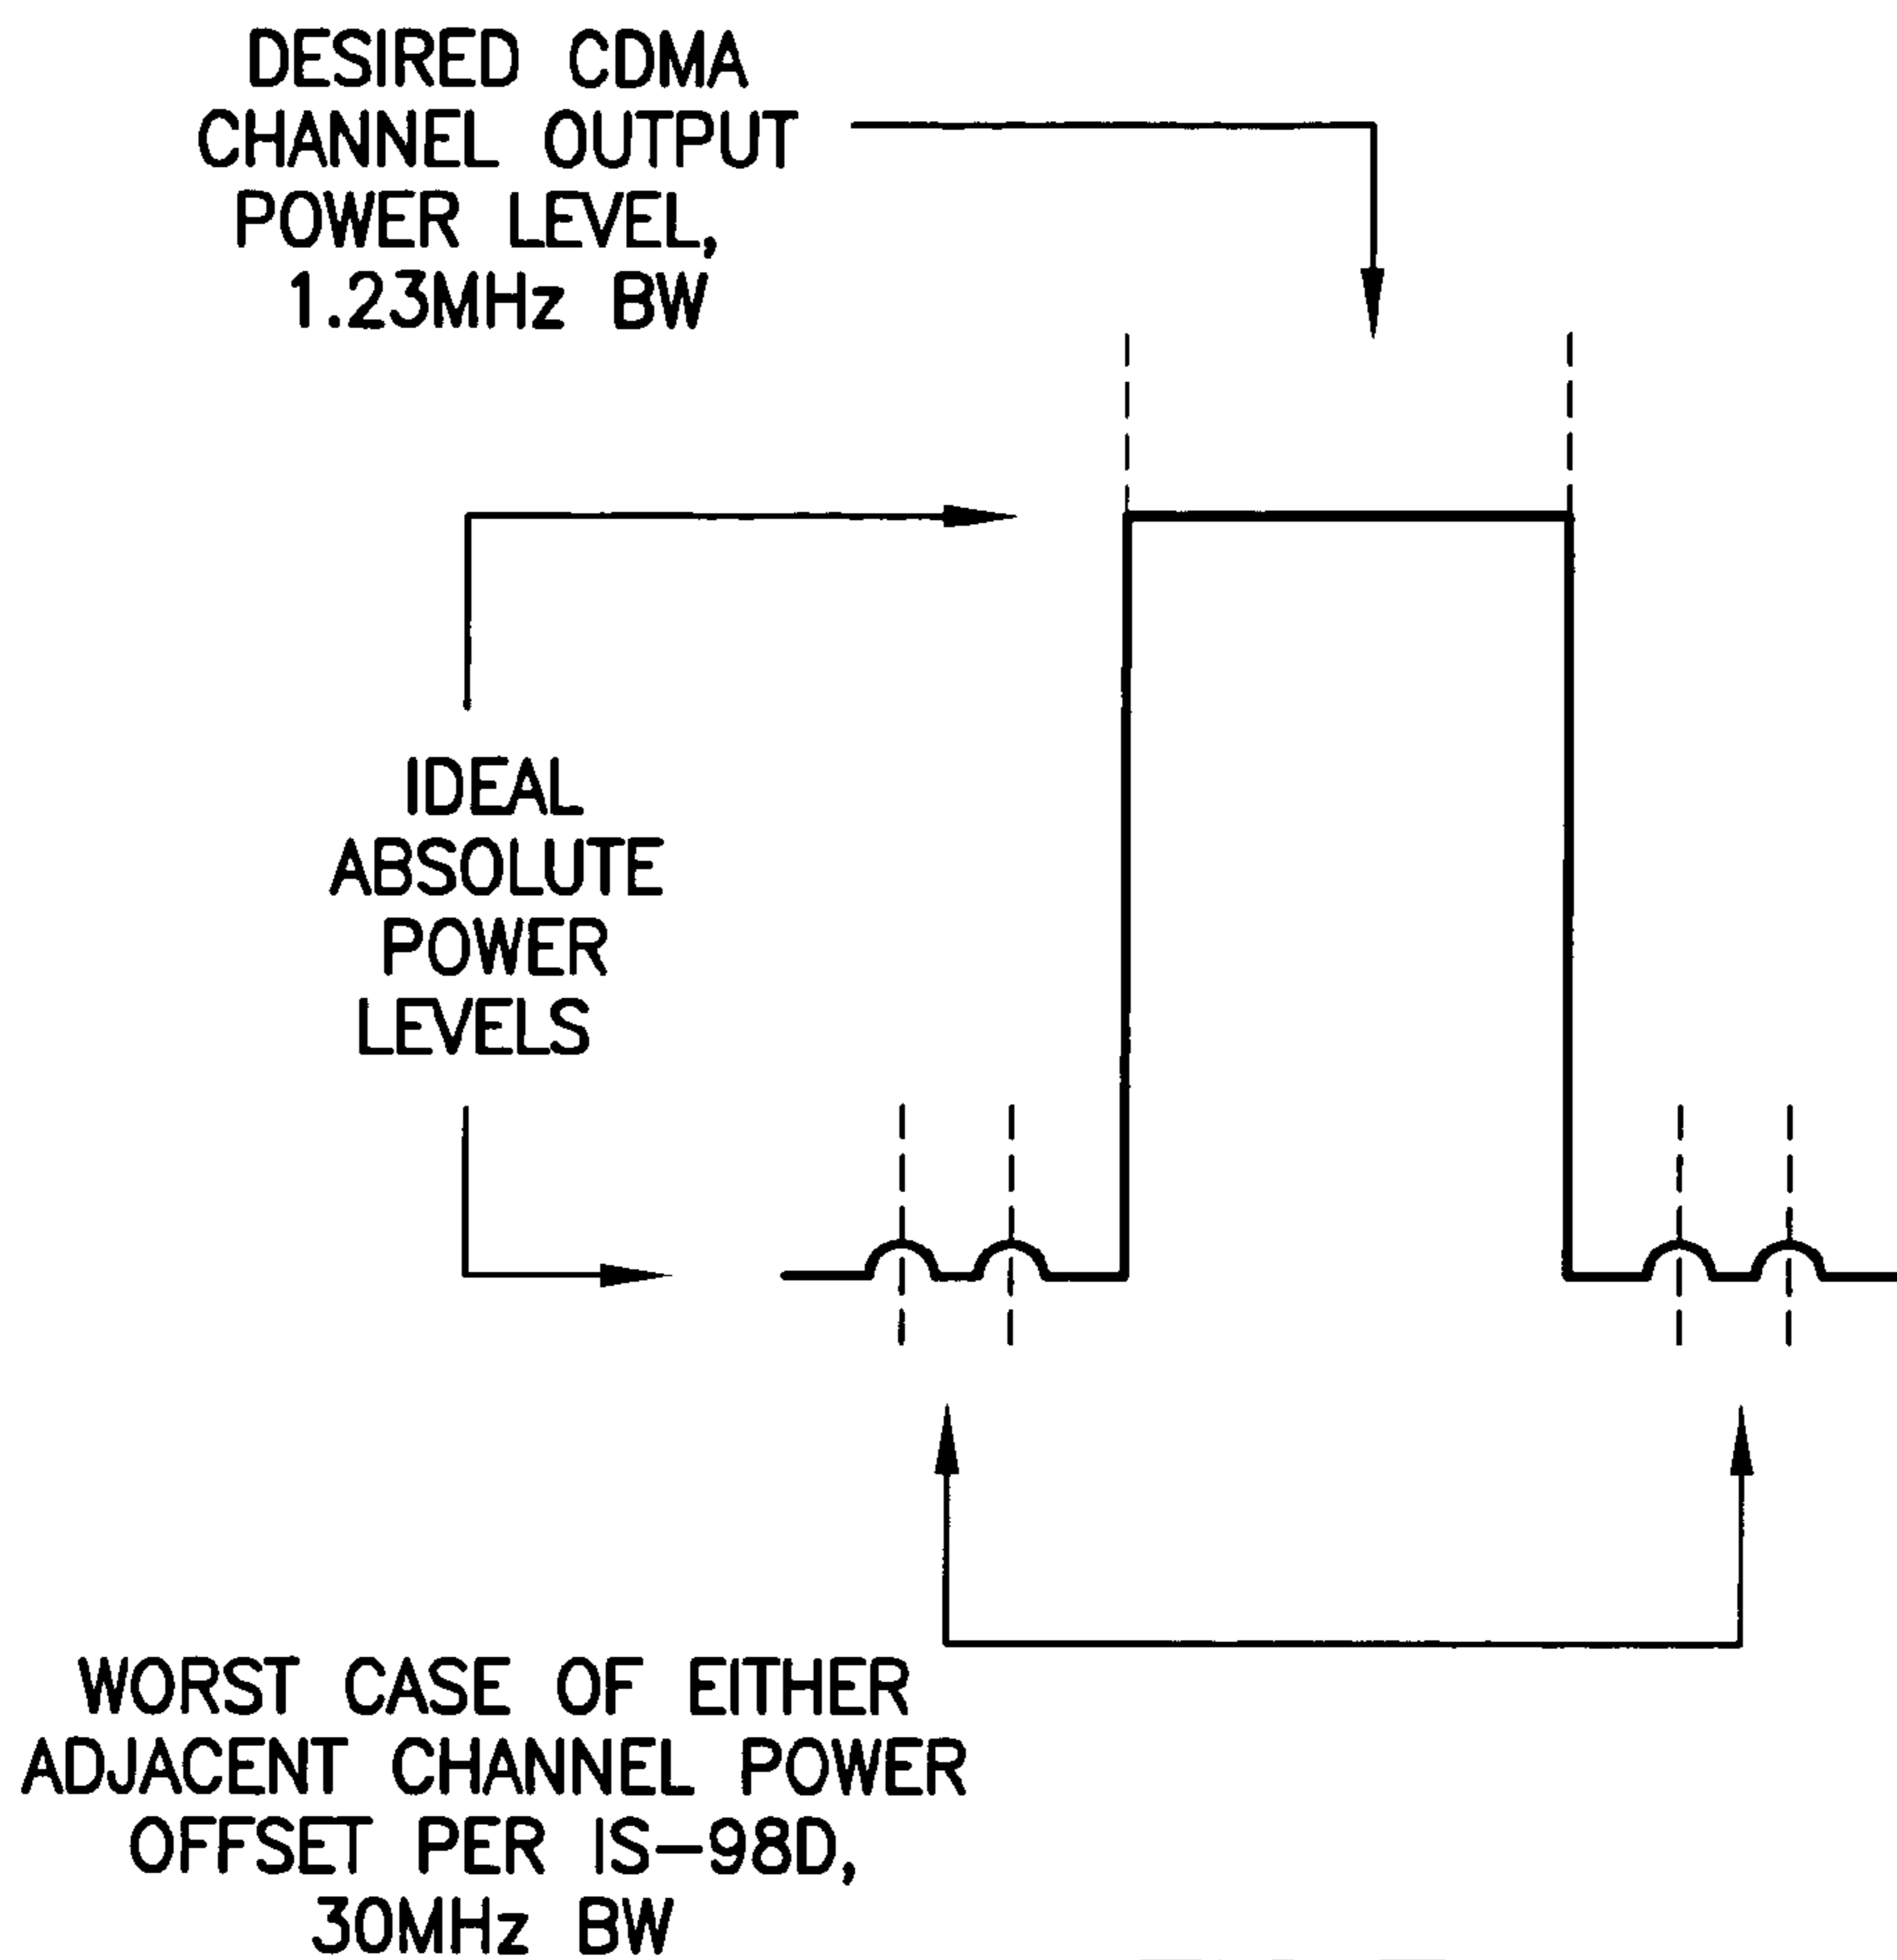 DESIRED CDMA
CHANNEL OUTPUT
POWER LEVEL,
1.23MHz BW
IDEAL
ABSOLUTE
POWER
LEVELS
WORST CASE OF EITHER
ADJACENT CHANNEL POWER
OFFSET PER IS-98D,
30MHz BW